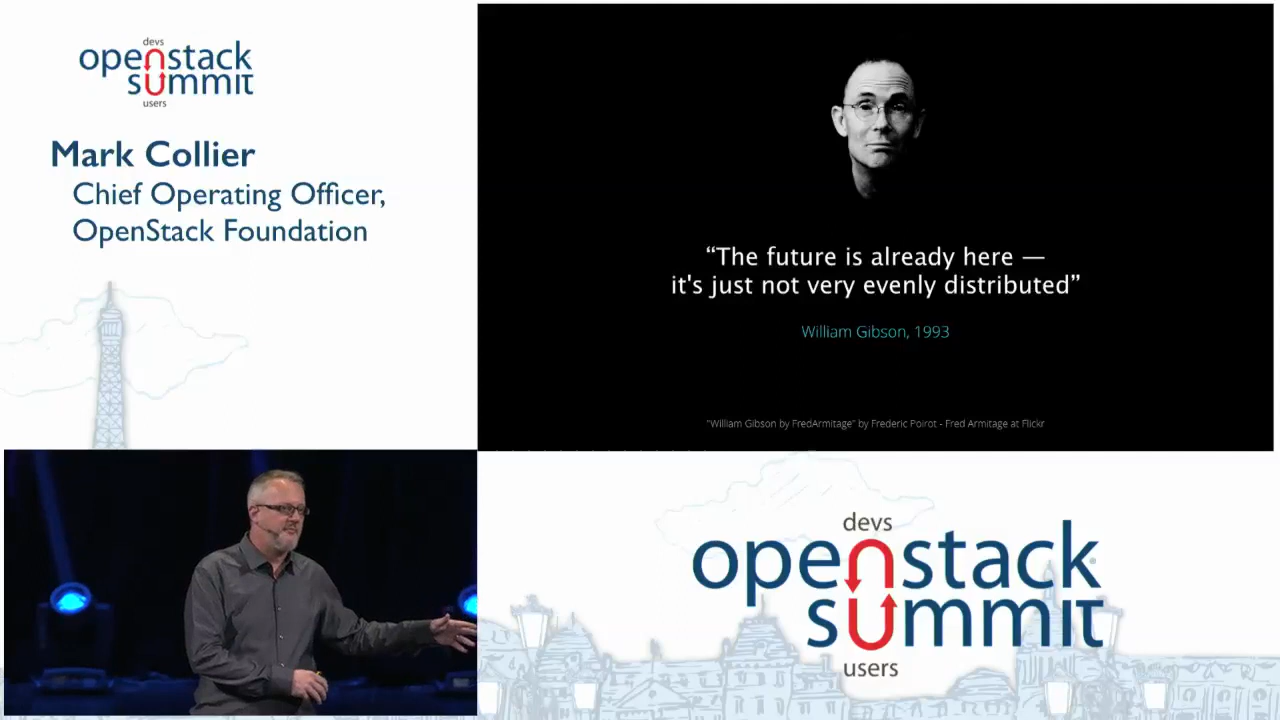 devs
openstack
summit
users
Mark Collier
Chief Operating Officer,
OpenStack Foundation
“The future is already here —
it's just not very evenly distributed”
William Gibson, 1993
"William Gibson by FredArmitage" by Frederic Poirot - Fred Armitage at Flickr
devs
openstack
summit
users